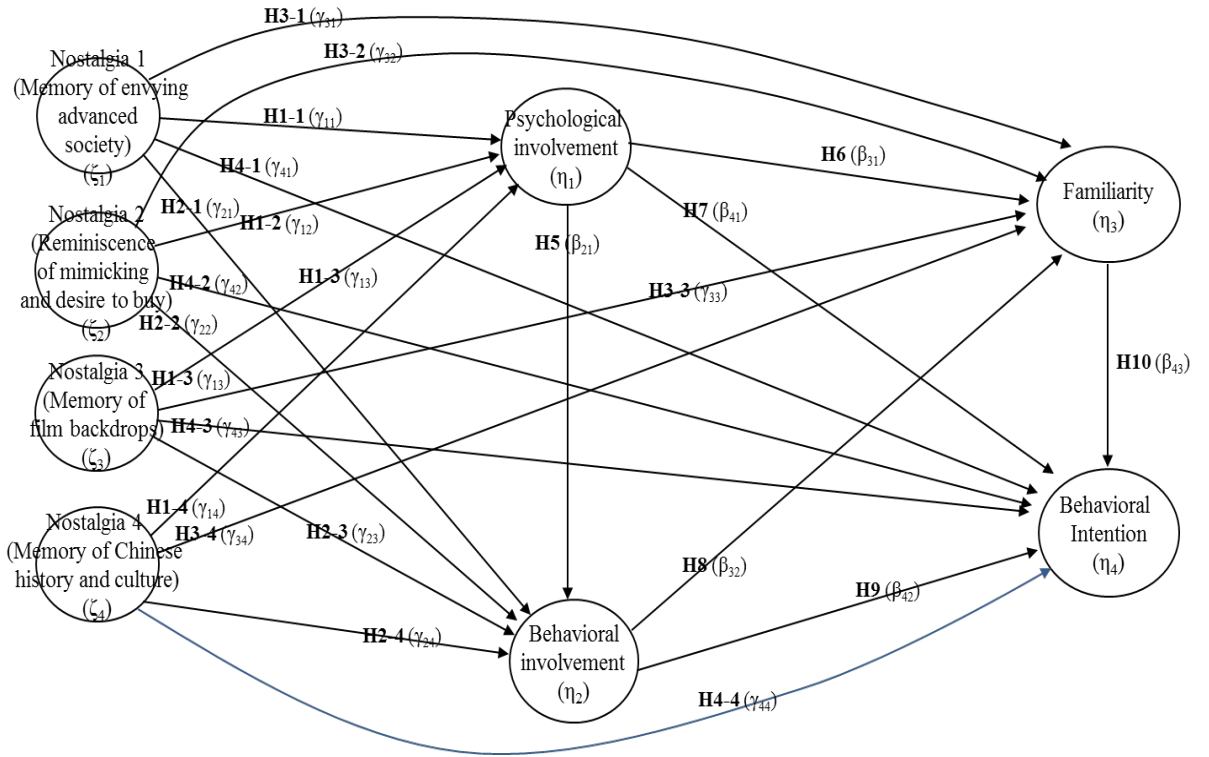 H3-1 (γ31)
H3-2 (γ32)
Nostalgia 1
(Memory of envying
advanced
society)
(ζ1)
H1-1 (γ11)
Psychological
involvement
(η1)
H6 (β31)
H4-1 (γ41)
Familiarity
(η3)
Nostalgia 2
(Reminiscence
of mimicking
and desire to buy)
(ζ2)
H2-1 (γ21)
H1-2 (γ12)
H7 (β41)
H5 (β21)
H4-2 (γ42)
H1-3 (γ13)
H3-3 (γ33)
H2-2 (γ22)
Nostalgia 3
(Memory of
film backdrops)
(ζ3)
H1-3 (γ13)
H10 (β43)
H4-3 (γ43)
Nostalgia 4
(Memory of Chinese
history and culture)
(ζ4)
H1-4 (γ14)
H3-4 (γ34)
H2-3 (γ23)
Behavioral
Intention
(η4)
H8 (β32)
H9 (β42)
H2-4 (γ24)
Behavioral
involvement
(η2)
H4-4 (γ44)